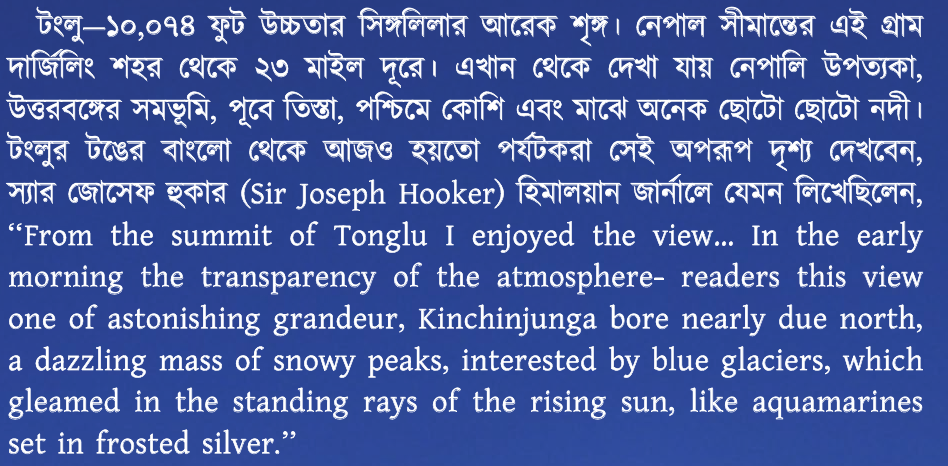 টংলু—১০,০৭৪ ফুট উচ্চতার সিঙ্গলিলার আরেক শৃঙ্গ। নেপাল সীমান্তের এই গ্রাম
দার্জিলিং শহর থেকে ২৩ মাইল দূরে। এখান থেকে দেখা যায় নেপালি উপত্যকা,
উত্তরবঙ্গের সমভূমি, পূবে তিস্তা, পশ্চিমে কোশি এবং মাঝে অনেক ছোটো ছোটো নদী।
টংলুর টঙের বাংলো থেকে আজও হয়তো পর্যটকরা সেই অপরূপ দৃশ্য দেখবেন,
স্যার জোসেফ হুকার (Sir Joseph Hooker) হিমালয়ান জার্নালে যেমন লিখেছিলেন,
“From the summit of Tonglu I enjoyed the view... In the early
morning the transparency of the atmosphere- readers this view
one of astonishing grandeur, Kinchinjunga bore nearly due north,
a dazzling mass of snowy peaks, interested by blue glaciers, which
gleamed in the standing rays of the rising sun, like aquamarines
set in frosted silver.”